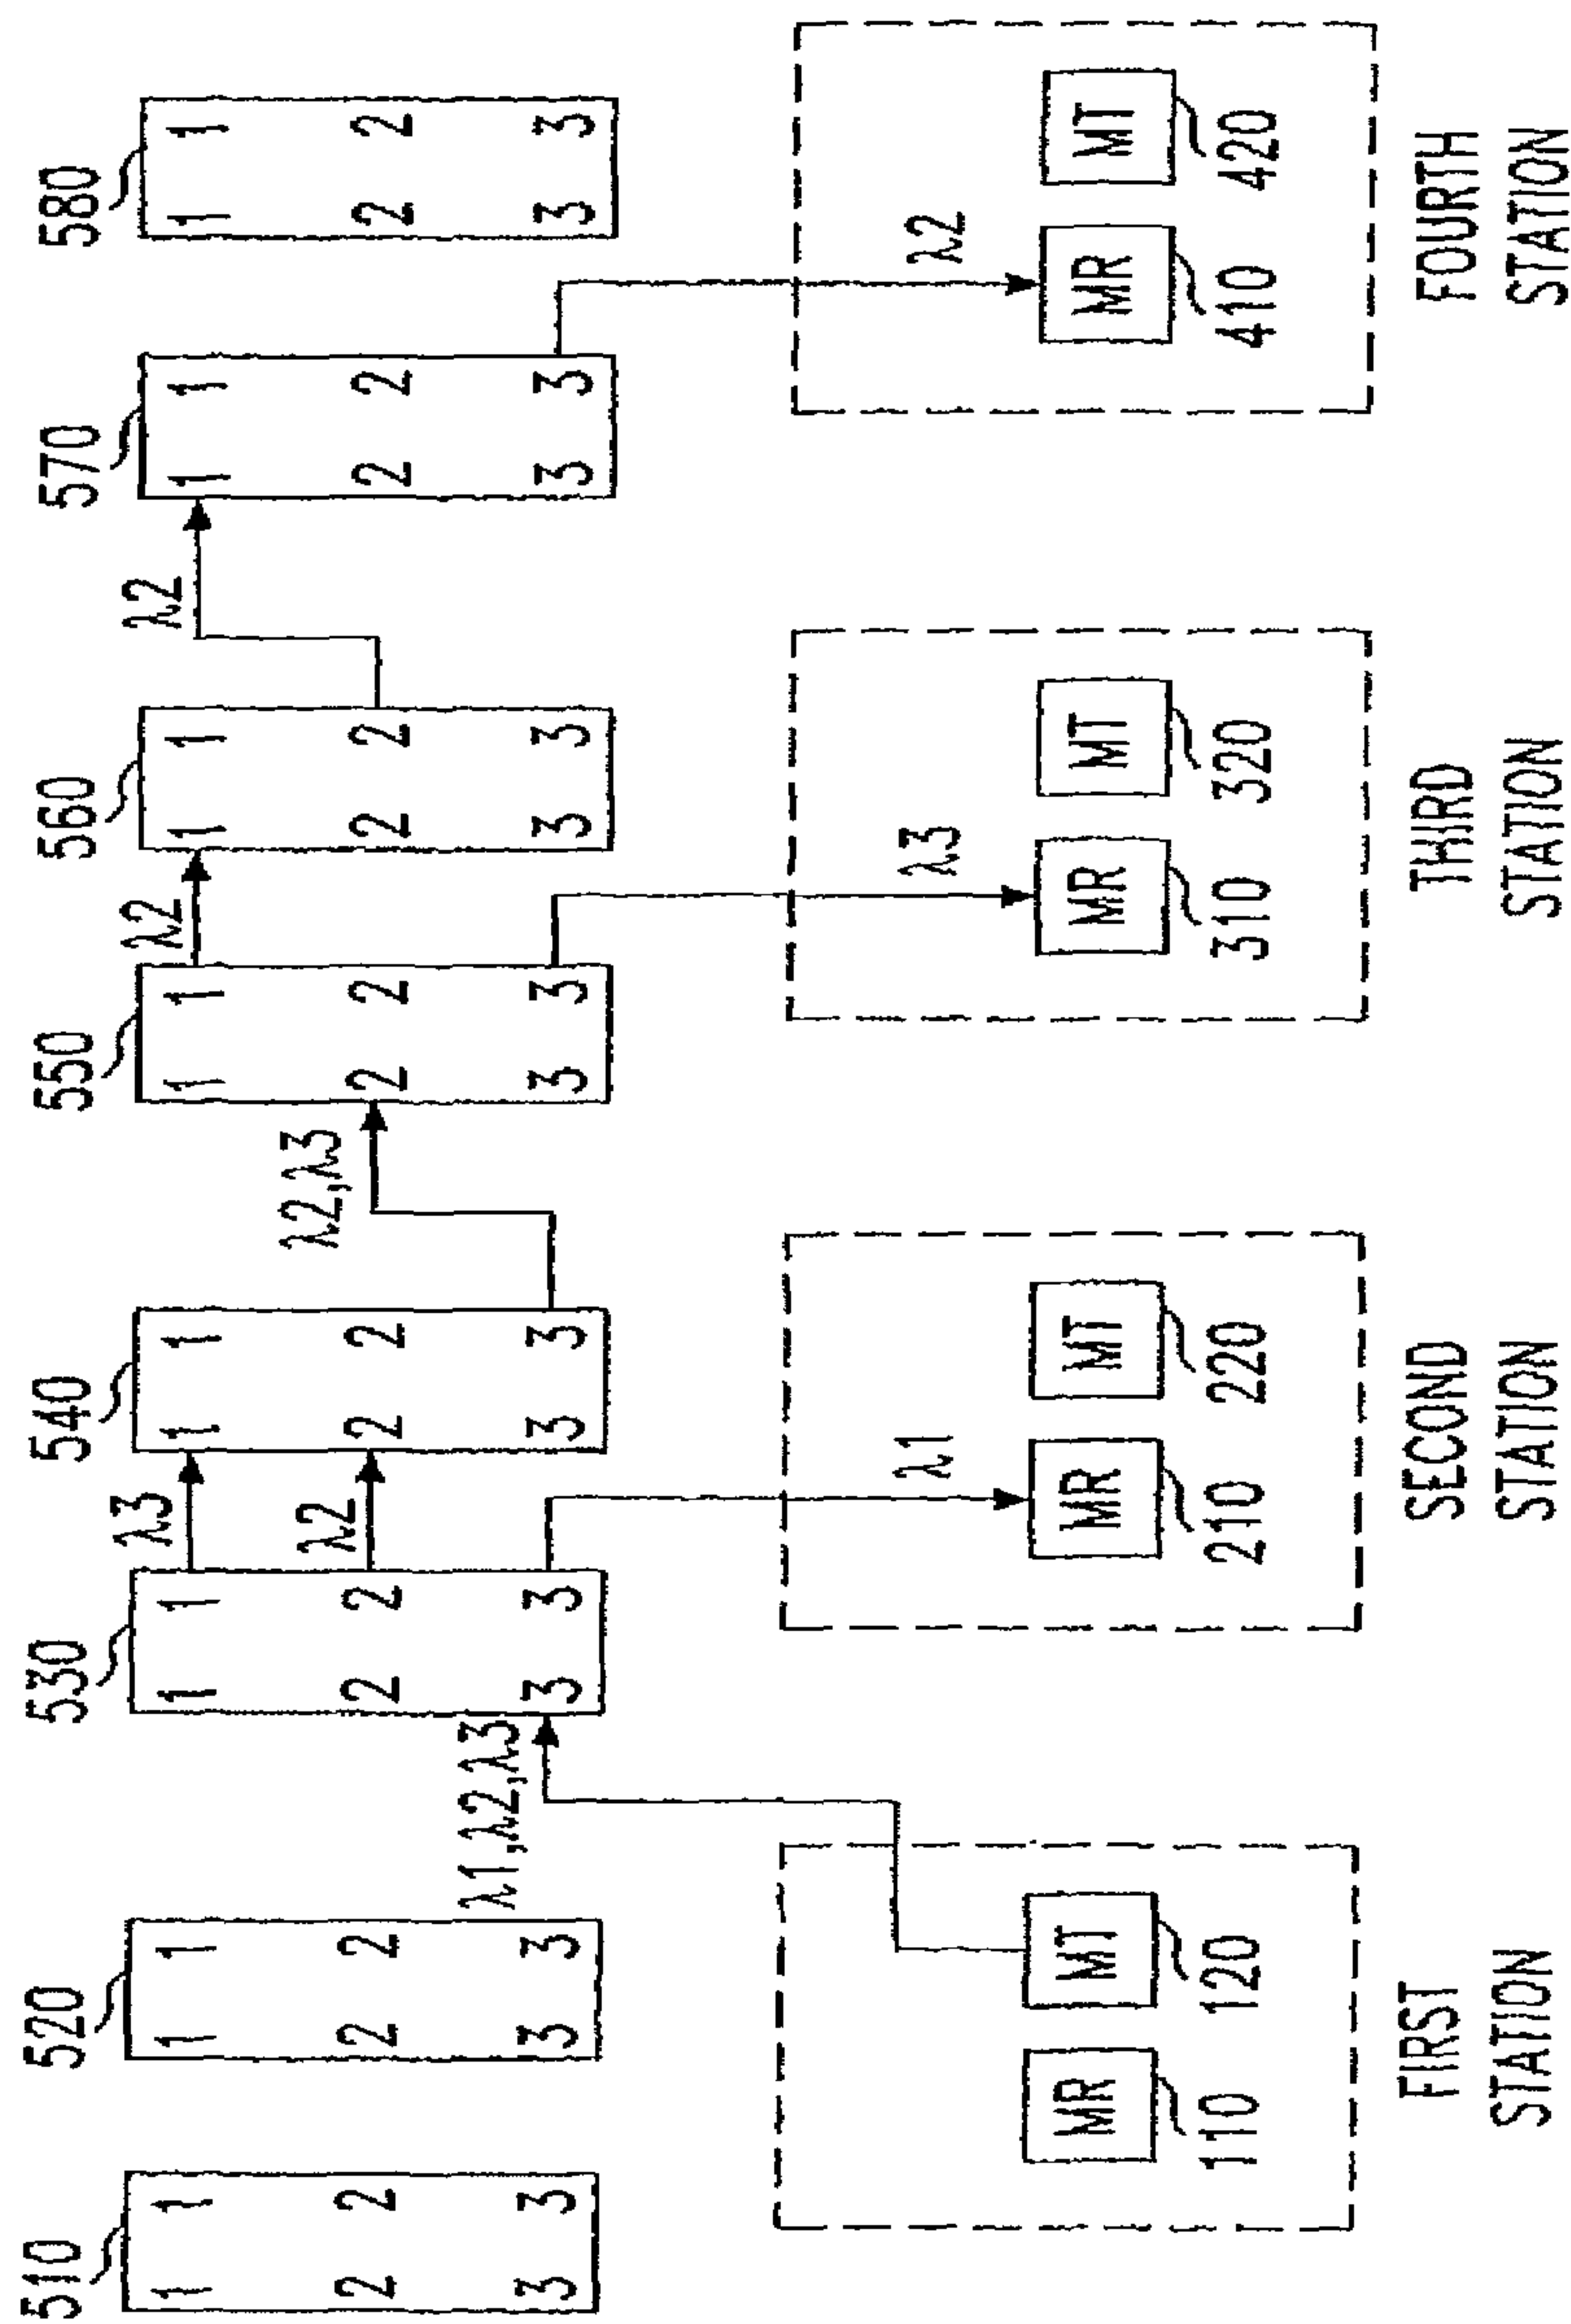 510 520 530 540 550 560 570 580
1 1 1 1 1 1 1 1 1 1 1 1 1 1 1 1
λ3 λ2 λ2
2 2 2 2 2 2 2 2 2 2 2 2 2 2 2 2
λ2 λ2,λ3
3 3 3 3 3 3 3 3 3 3 3 3 3 3 3 3
λ1,λ2,λ3
λ1 λ3 λ2
MR MT MR MT MR MT MR MT
110 120 210 220 310 320 410 420
FIRST STATION
SECOND STATION
THIRD STATION
FOURTH STATION